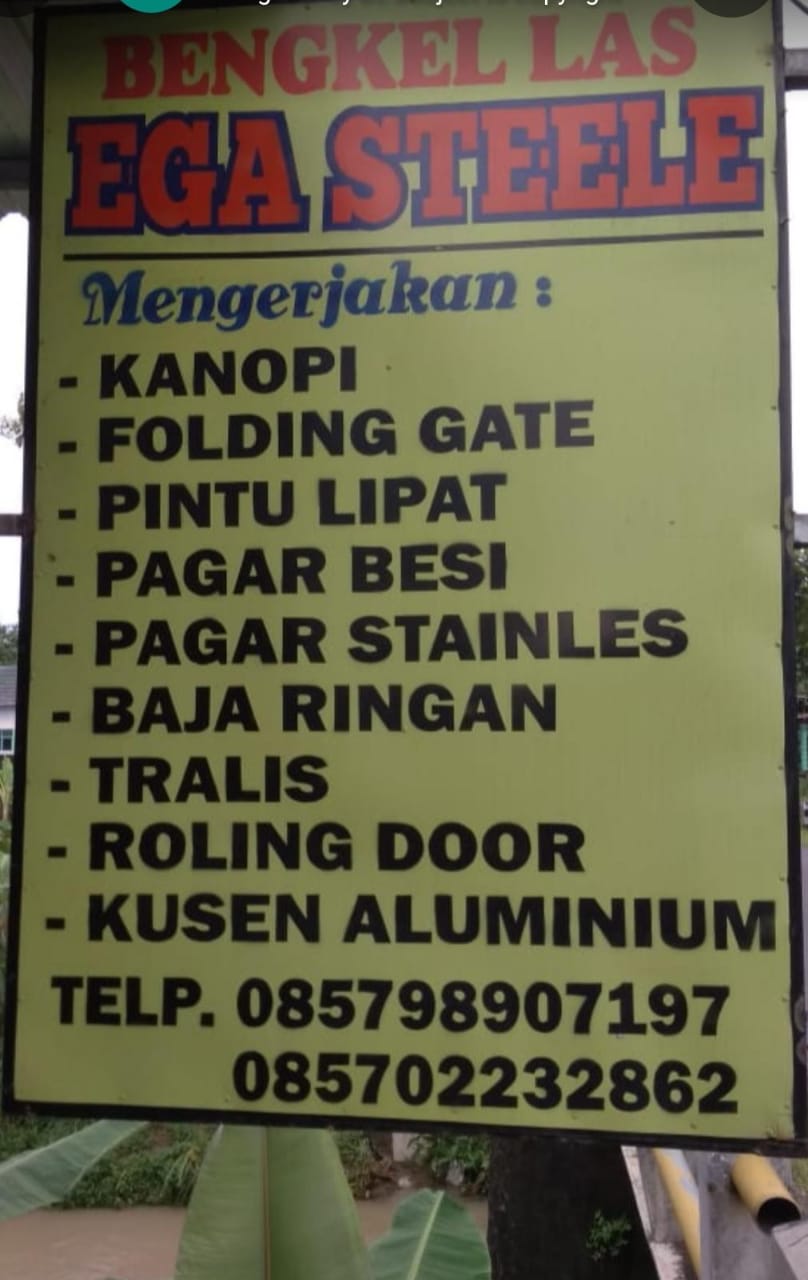 BENGKEL LAS
EGA STEELE
Mengerjakan :
- KANOPI
- FOLDING GATE
- PINTU LIPAT
- PAGAR BESI
- PAGAR STAINLES
- BAJA RINGAN
- TRALIS
- ROLING DOOR
- KUSEN ALUMINIUM
TELP. 085798907197
085702232862